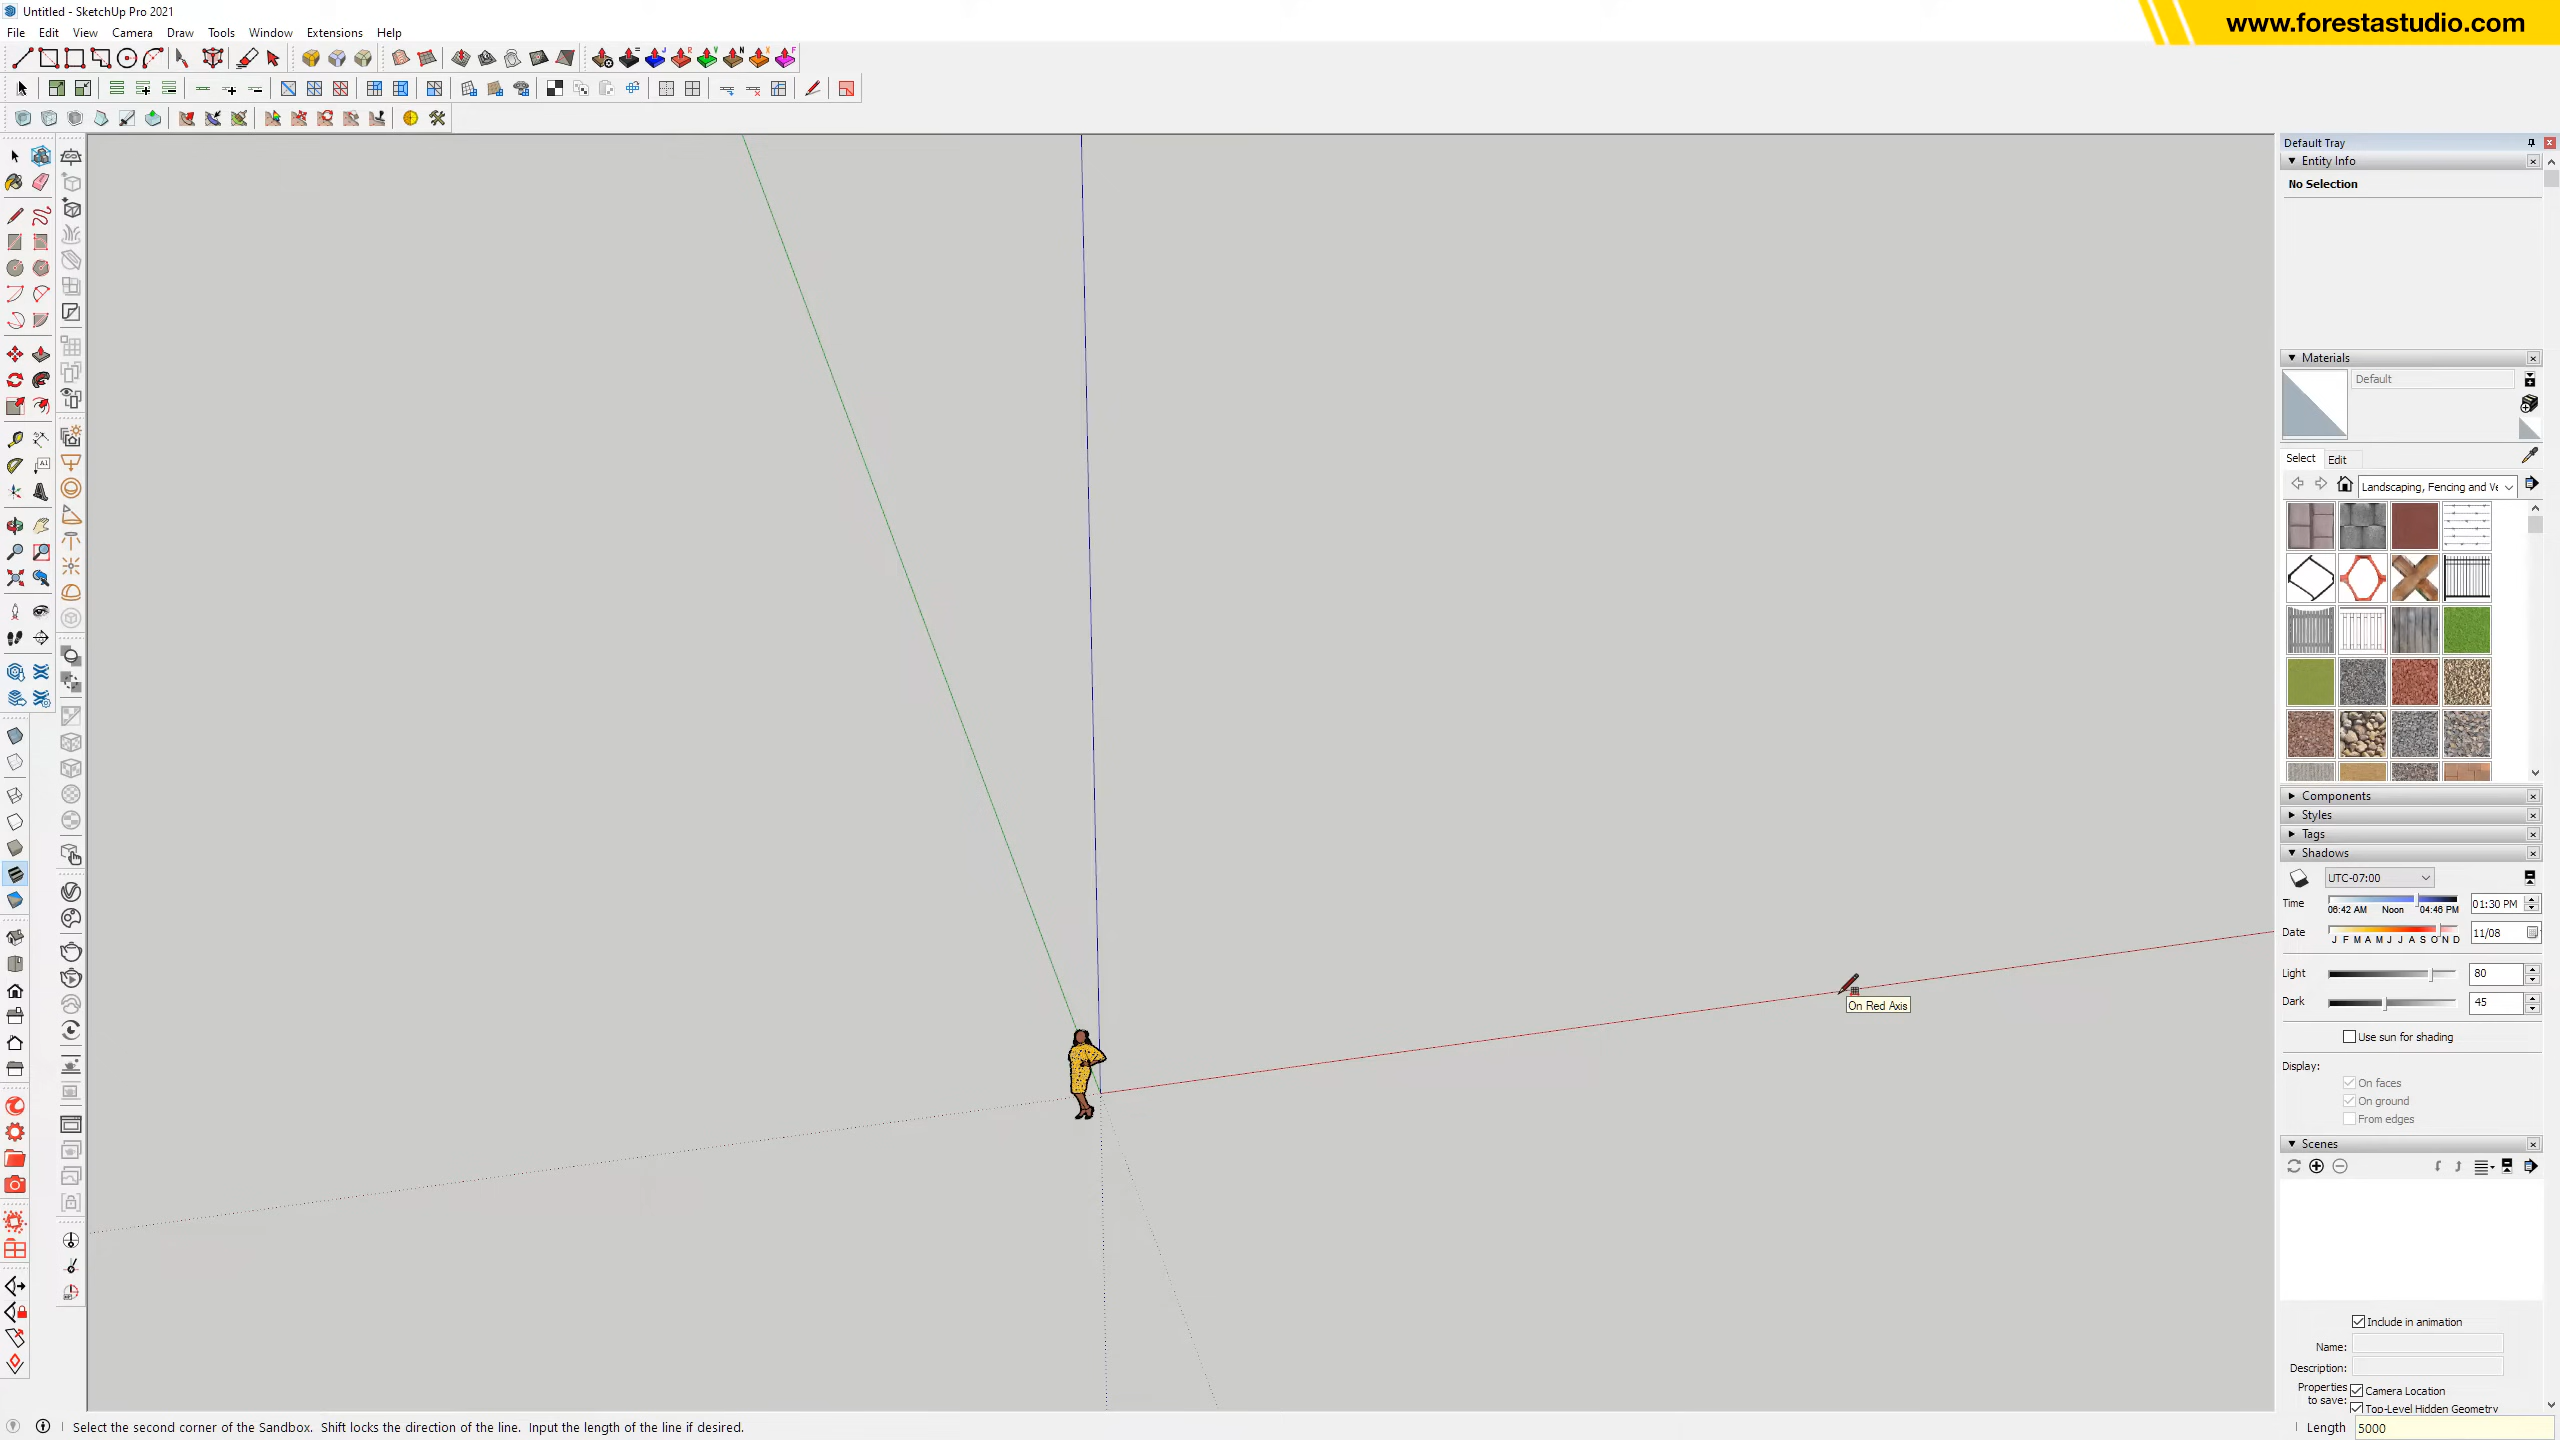 Untitled - SketchUp Pro 2021
www.forestastudio.com
File Edit View Camera Draw Tools Window Extensions Help
Default Tray
Entity Info
No Selection
Materials
Default
Select Edit
Landscaping, Fencing and Ve
Components
Styles
Tags
Shadows
UTC-07:00
Time
06:42 AM Noon 04:46 PM
01:30 PM
Date
J F M A M J J A S O N D
11/08
Light 80
Dark 45
On Red Axis
Use sun for shading
Display:
On faces
On ground
From edges
Scenes
Include in animation
Name:
Description:
Properties to save:
Camera Location
Top-Level Hidden Geometry
Select the second corner of the Sandbox. Shift locks the direction of the line. Input the length of the line if desired.
Length 5000